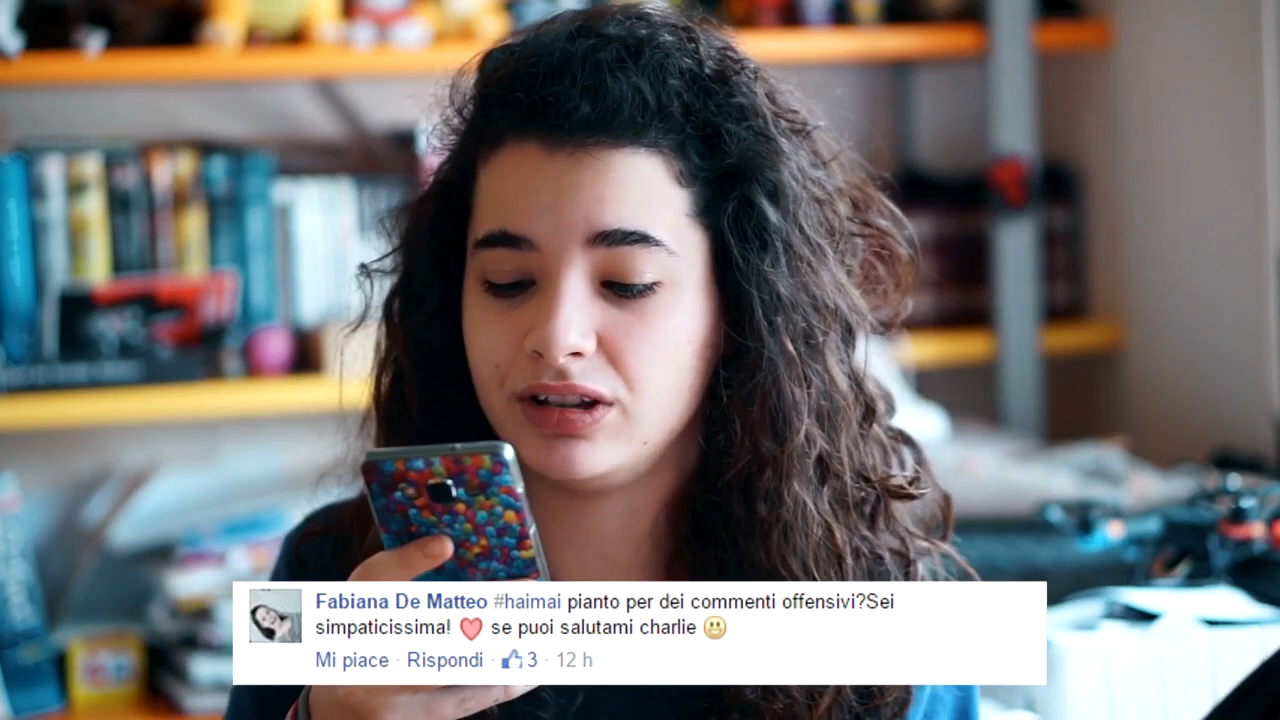 Fabiana De Matteo #haimai pianto per dei commenti offensivi?Sei
simpaticissima! ❤ se puoi salutami charlie 😀
Mi piace · Rispondi · 👍 3 · 12 h